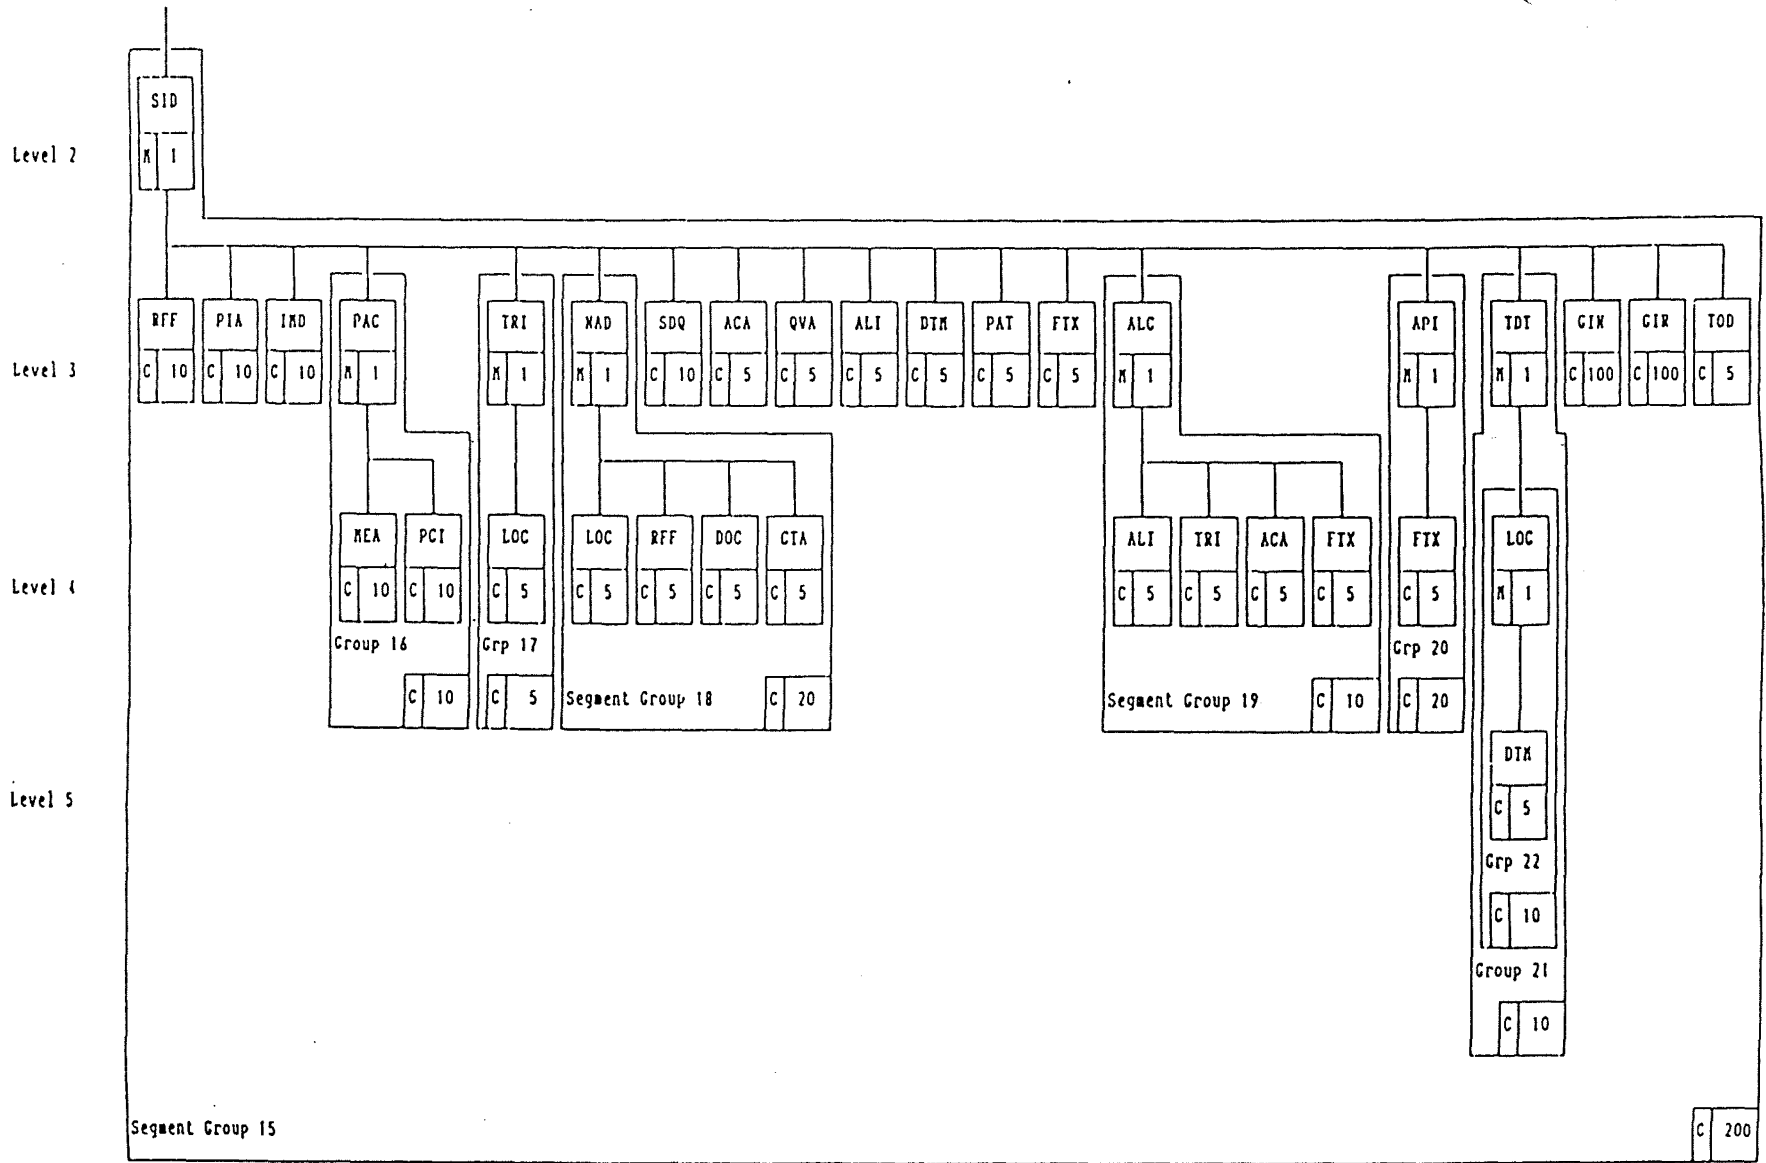 SID
Level 2
M 1
RFF PIA IMD PAC TRI NAD SDQ ACA QVA ALI DTM PAT FTX ALC API TDT GIN GIR TOD
Level 3
C 10 C 10 C 10 M 1 M 1 M 1 C 10 C 5 C 5 C 5 C 5 C 5 C 5 M 1 M 1 M 1 C 100 C 100 C 5
MEA PCI LOC LOC RFF DOC CTA ALI TRI ACA FTX FTX LOC
Level 4
C 10 C 10 C 5 C 5 C 5 C 5 C 5 C 5 C 5 C 5 C 5 C 5 M 1
Group 16 Grp 17 Grp 20
C 10 C 5 Segment Group 18 C 20 Segment Group 19 C 10 C 20
DTM
Level 5
C 5
Grp 22
C 10
Group 21
C 10
Segment Group 15 C 200